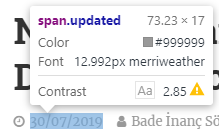 span.updated 73.23 × 17
Color #999999
Font 12.992px merriweather
Contrast Aa 2.85
30/07/2019 Bade İnanç